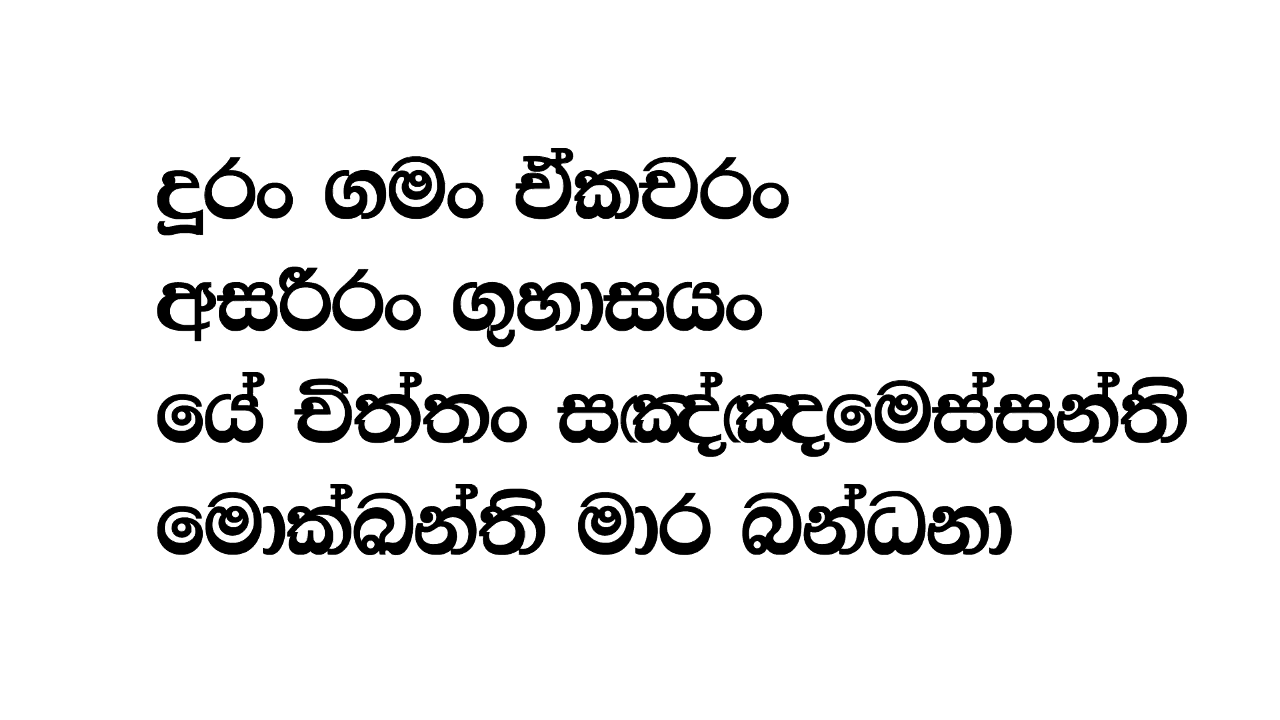 දූරං ගමං ඒකචරං
අසරීරං ගුහාසයං
යේ චිත්තං සඤ්ඤමෙස්සන්ති
මොක්ඛන්ති මාර බන්ධනා